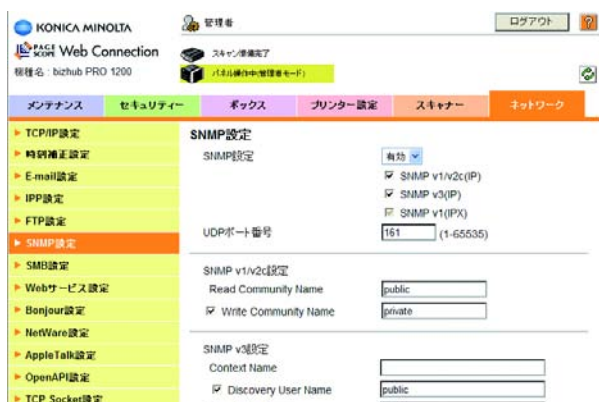 KONICA MINOLTA
管理者
ログアウト
?
PAGE SCOPE Web Connection
スキャン準備完了
機種名 : bizhub PRO 1200
パネル操作中(管理者モード)
メンテナンス
セキュリティー
ボックス
プリンター設定
スキャナー
ネットワーク
TCP/IP設定
時刻補正設定
E-mail設定
IPP設定
FTP設定
SNMP設定
SMB設定
Webサービス設定
Bonjour設定
NetWare設定
AppleTalk設定
OpenAPI設定
TCP Socket設定
SNMP設定
SNMP設定
有効
SNMP v1/v2c(IP)
SNMP v3(IP)
SNMP v1(IPX)
UDPポート番号
161 (1-65535)
SNMP v1/v2c設定
Read Community Name
public
Write Community Name
private
SNMP v3設定
Context Name
Discovery User Name
public